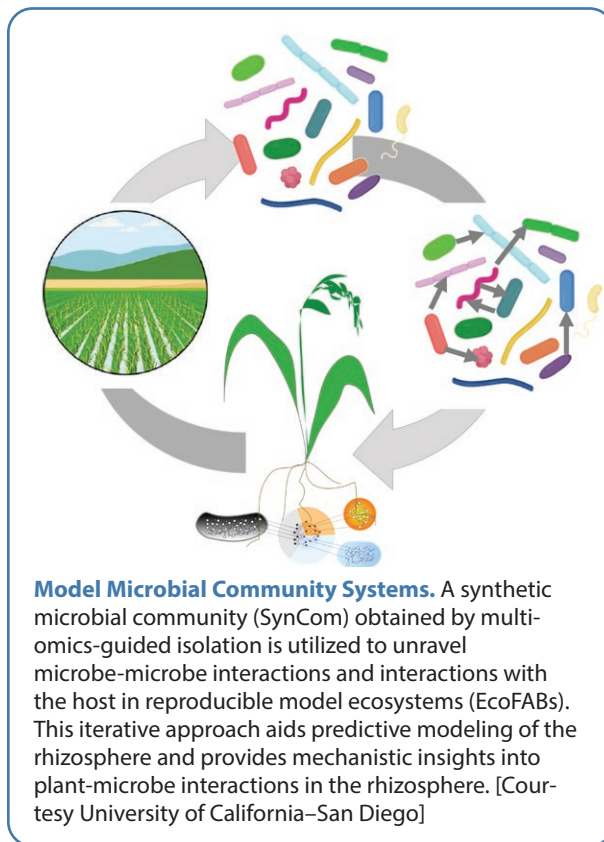 Model Microbial Community Systems. A synthetic
microbial community (SynCom) obtained by multi-
omics-guided isolation is utilized to unravel
microbe-microbe interactions and interactions with
the host in reproducible model ecosystems (EcoFABs).
This iterative approach aids predictive modeling of the
rhizosphere and provides mechanistic insights into
plant-microbe interactions in the rhizosphere. [Cour-
tesy University of California–San Diego]